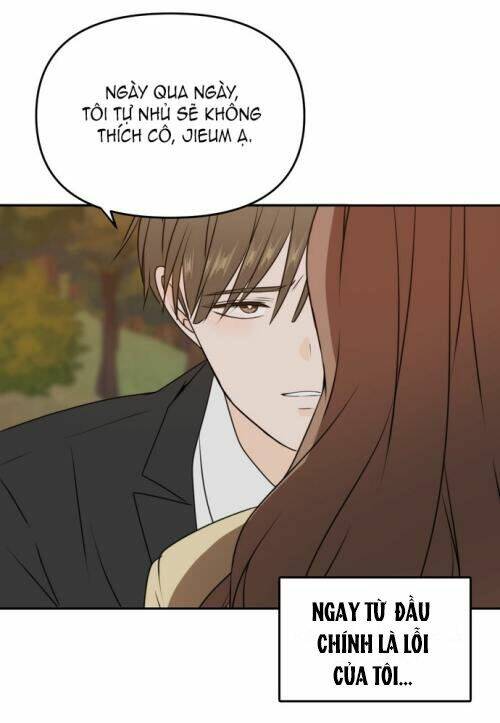 NGÀY QUA NGÀY,
TÔI TỰ NHỦ SẼ KHÔNG
THÍCH CÔ, JIEUM Ạ.
NGAY TỪ ĐẦU
CHÍNH LÀ LỖI
CỦA TÔI...